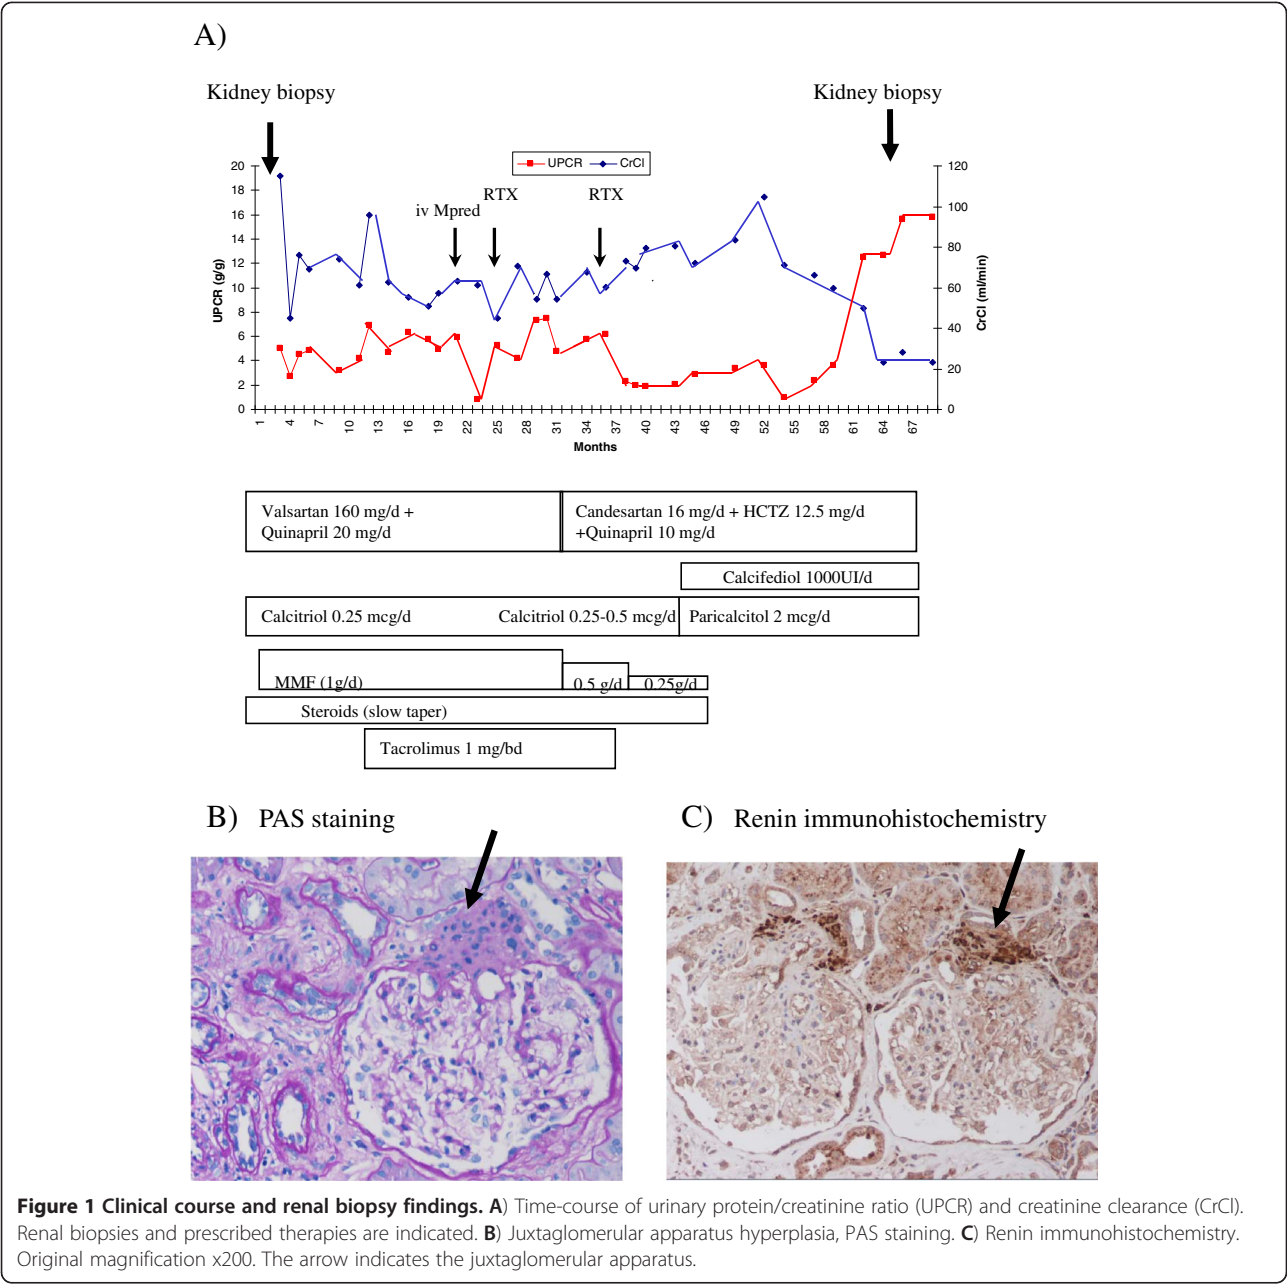 A)
Kidney biopsy
Kidney biopsy
UPCR CrCl
iv Mpred
RTX
RTX
20
18
16
14
12
10
8
6
4
2
0
UPCR (g/g)
120
100
80
60
40
20
0
CrCl (ml/min)
1 4 7 10 13 16 19 22 25 28 31 34 37 40 43 46 49 52 55 58 61 64 67
Months
Valsartan 160 mg/d +
Quinapril 20 mg/d
Candesartan 16 mg/d + HCTZ 12.5 mg/d
+Quinapril 10 mg/d
Calcifediol 1000UI/d
Calcitriol 0.25 mcg/d
Calcitriol 0.25-0.5 mcg/d
Paricalcitol 2 mcg/d
MMF (1g/d)
0.5 g/d
0.25g/d
Steroids (slow taper)
Tacrolimus 1 mg/bd
B) PAS staining
C) Renin immunohistochemistry
Figure 1 Clinical course and renal biopsy findings. A) Time-course of urinary protein/creatinine ratio (UPCR) and creatinine clearance (CrCl).
Renal biopsies and prescribed therapies are indicated. B) Juxtaglomerular apparatus hyperplasia, PAS staining. C) Renin immunohistochemistry.
Original magnification x200. The arrow indicates the juxtaglomerular apparatus.